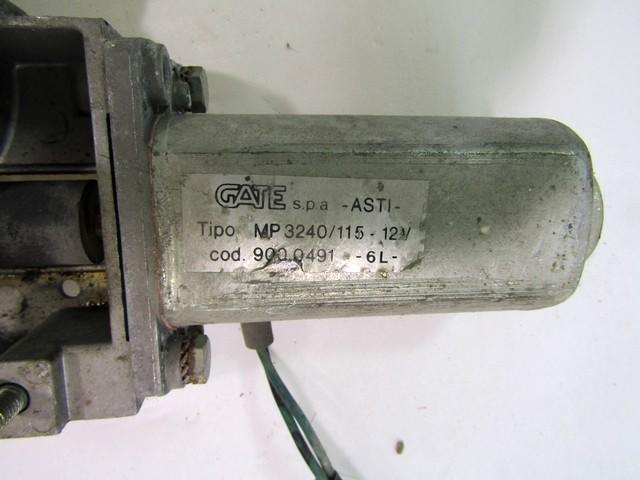 GATE s.p.a -ASTI-
Tipo MP 3240/115 - 12V
cod. 900.0491 -6L-